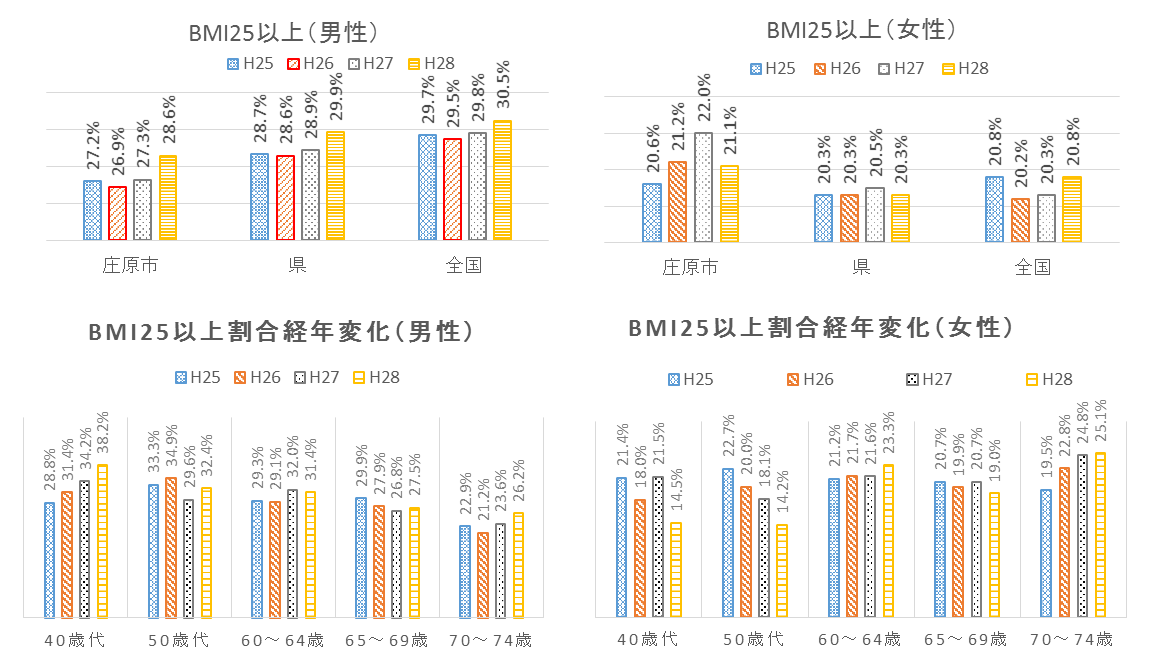 BMI25以上（男性）
H25 H26 H27 H28
27.2% 26.9% 27.3% 28.6% 28.7% 28.6% 28.9% 29.9% 29.7% 29.5% 29.8% 30.5%
庄原市 県 全国
BMI25以上（女性）
H25 H26 H27 H28
20.6% 21.2% 22.0% 21.1% 20.3% 20.3% 20.5% 20.3% 20.8% 20.2% 20.3% 20.8%
庄原市 県 全国
BMI25以上割合経年変化（男性）
H25 H26 H27 H28
28.8% 31.4% 34.2% 38.2% 33.3% 34.9% 29.6% 32.4% 29.3% 29.1% 32.0% 31.4% 29.9% 27.9% 26.8% 27.5% 22.9% 21.2% 23.6% 26.2%
40歳代 50歳代 60～64歳 65～69歳 70～74歳
BMI25以上割合経年変化（女性）
H25 H26 H27 H28
21.4% 18.0% 21.5% 14.5% 22.7% 20.0% 18.1% 14.2% 21.2% 21.7% 21.6% 23.3% 20.7% 19.9% 20.7% 19.0% 19.5% 22.8% 24.8% 25.1%
40歳代 50歳代 60～64歳 65～69歳 70～74歳